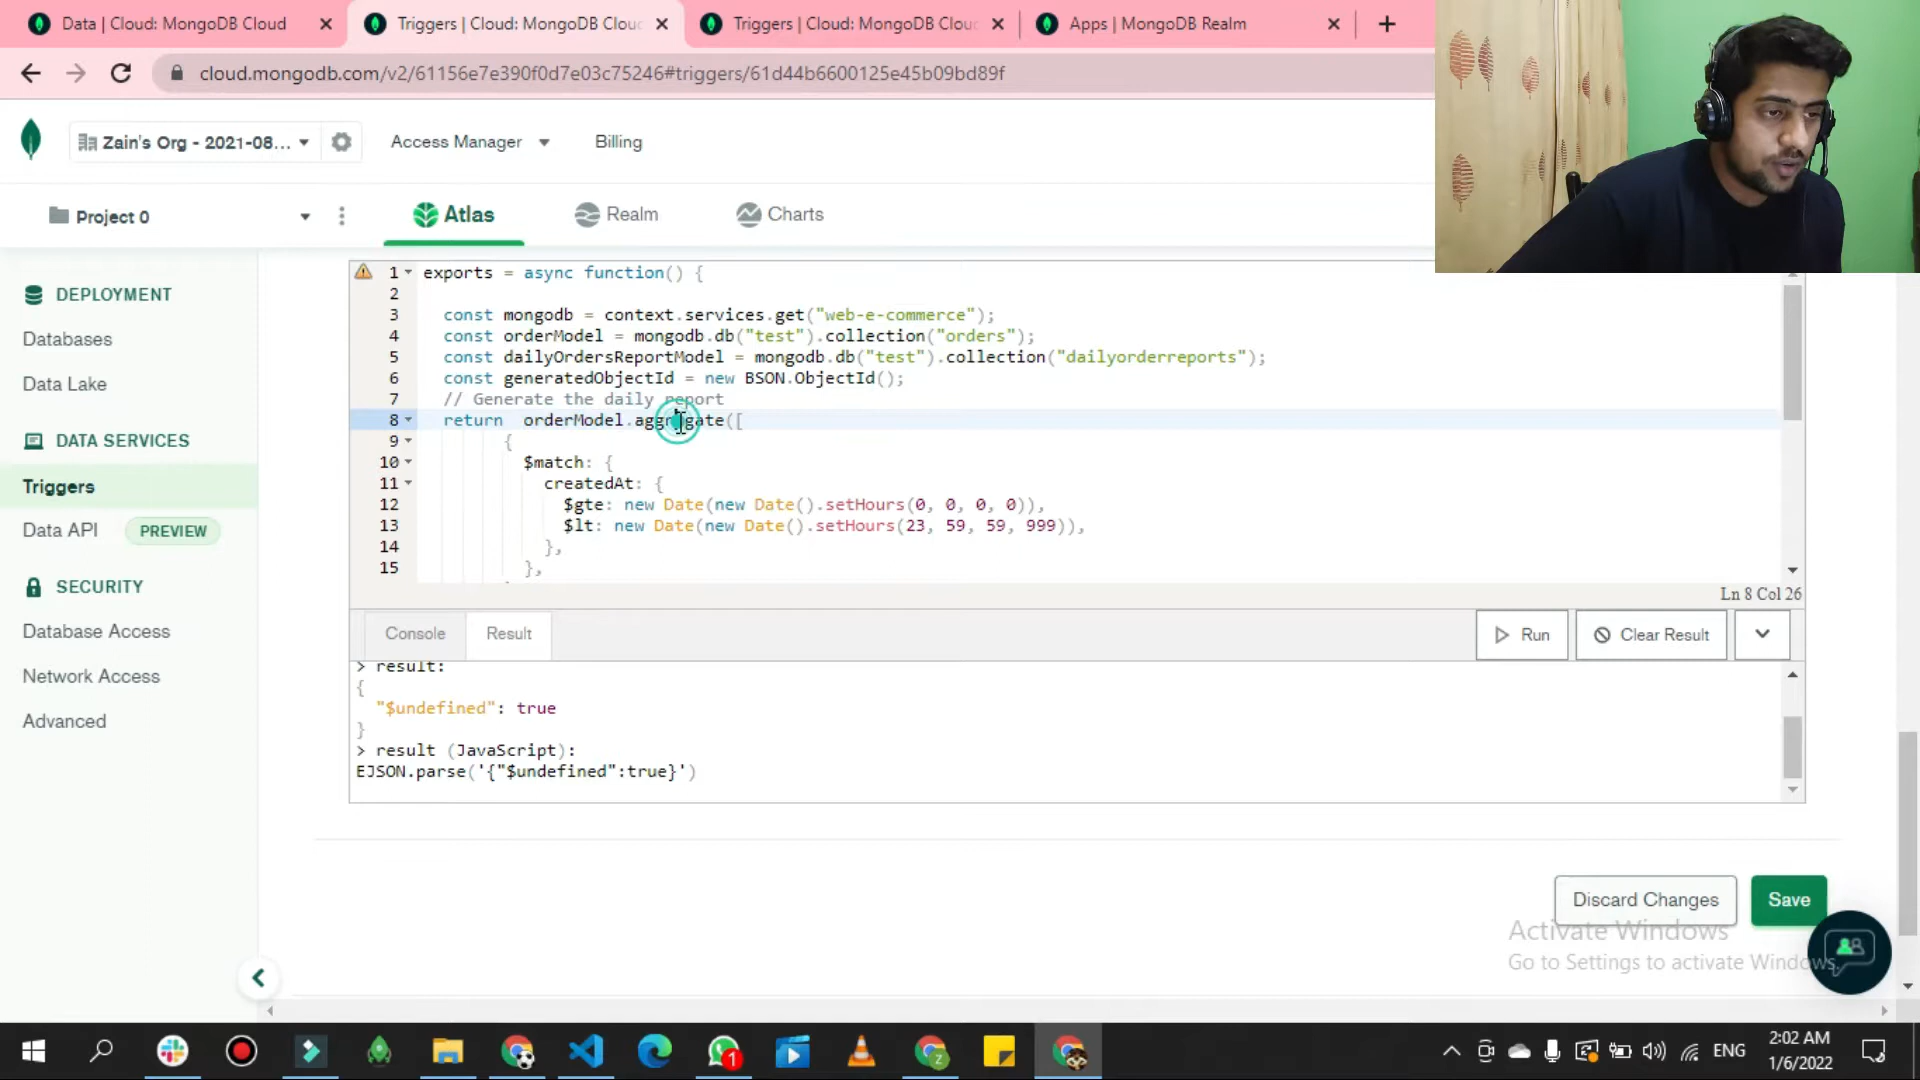 Data | Cloud: MongoDB Cloud
Triggers | Cloud: MongoDB Clou
Triggers | Cloud: MongoDB Clou
Apps | MongoDB Realm
cloud.mongodb.com/v2/61156e7e390f0d7e03c75246#triggers/61d44b6600125e45b09bd89f
Zain's Org - 2021-08...
Access Manager
Billing
Project 0
Atlas
Realm
Charts
DEPLOYMENT
Databases
Data Lake
DATA SERVICES
Triggers
Data API PREVIEW
SECURITY
Database Access
Network Access
Advanced
1 exports = async function() {
2
3 const mongodb = context.services.get("web-e-commerce");
4 const orderModel = mongodb.db("test").collection("orders");
5 const dailyOrdersReportModel = mongodb.db("test").collection("dailyorderreports");
6 const generatedObjectId = new BSON.ObjectId();
7 // Generate the daily report
8 return  orderModel.aggregate([
9 {
10 $match: {
11 createdAt: {
12 $gte: new Date(new Date().setHours(0, 0, 0, 0)),
13 $lt: new Date(new Date().setHours(23, 59, 59, 999)),
14 },
15 },
Ln 8 Col 26
Console
Result
Run
Clear Result
> result:
{
"$undefined": true
}
> result (JavaScript):
EJSON.parse('{"$undefined":true}')
Discard Changes
Save
Activate Windows
Go to Settings to activate Windows.
1
ENG
2:02 AM
1/6/2022